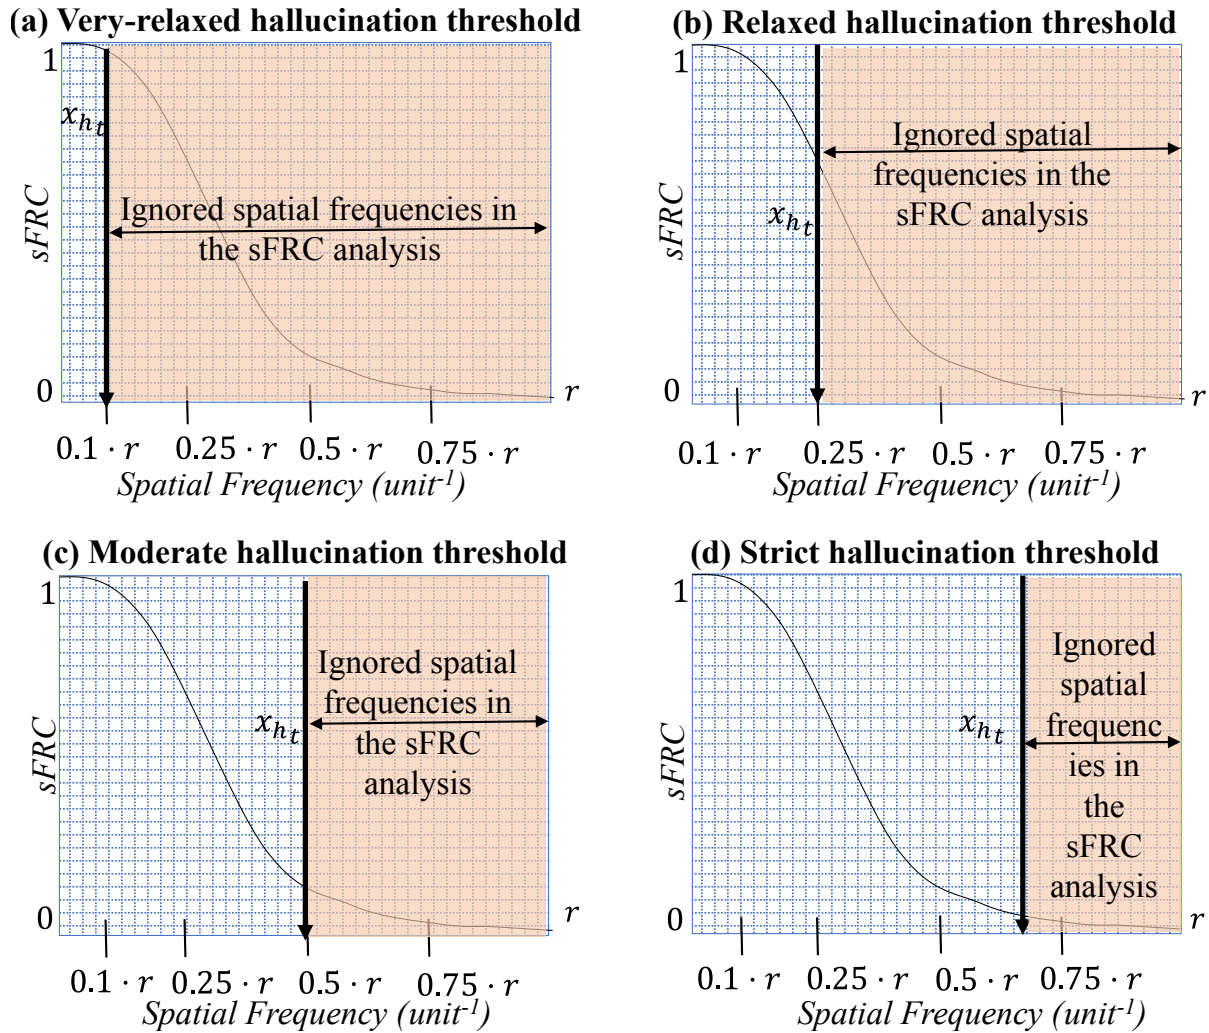 (a) Very-relaxed hallucination threshold
1
x_{h_t}
sFRC
Ignored spatial frequencies in
the sFRC analysis
0
r
0.1 · r
0.25 · r
0.5 · r
0.75 · r
Spatial Frequency (unit⁻¹)
(b) Relaxed hallucination threshold
1
Ignored spatial
frequencies in the
sFRC analysis
x_{h_t}
sFRC
0
r
0.1 · r
0.25 · r
0.5 · r
0.75 · r
Spatial Frequency (unit⁻¹)
(c) Moderate hallucination threshold
1
Ignored spatial
frequencies in
the sFRC
analysis
x_{h_t}
sFRC
0
r
0.1 · r
0.25 · r
0.5 · r
0.75 · r
Spatial Frequency (unit⁻¹)
(d) Strict hallucination threshold
1
Ignored
spatial
frequenc
ies in
the
sFRC
analysis
x_{h_t}
sFRC
0
r
0.1 · r
0.25 · r
0.5 · r
0.75 · r
Spatial Frequency (unit⁻¹)